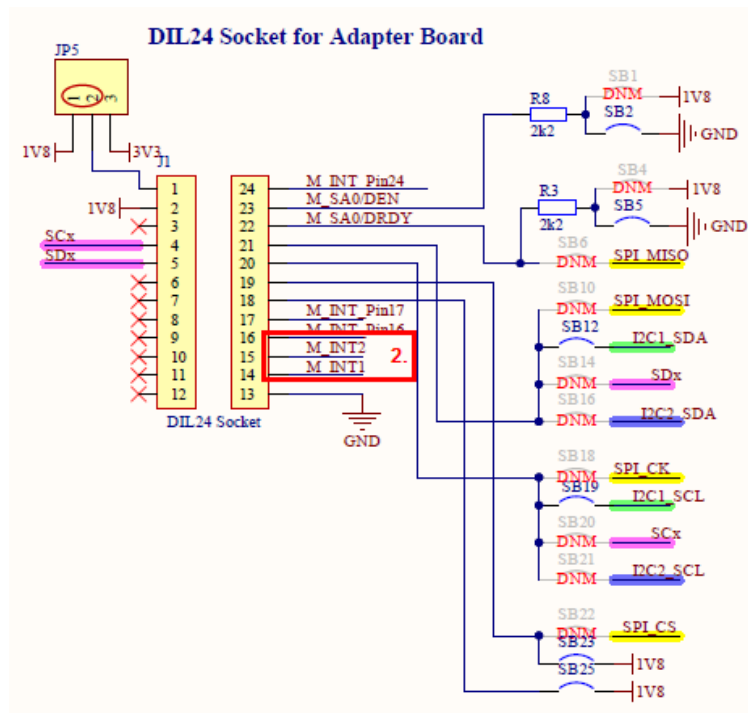 DIL24 Socket for Adapter Board
JP5
1 2 3
1V8
3V3
J1
1
2
3
4
5
6
7
8
9
10
11
12
1V8
SCx
SDx
DIL24 Socket
24
23
22
21
20
19
18
17
16
15
14
13
M_INT_Pin24
M_SA0/DEN
M_SA0/DRDY
M_INT_Pin17
M_INT_Pin16
M_INT2
M_INT1
2.
GND
R8
2k2
SB1
DNM
1V8
SB2
GND
R3
2k2
SB4
DNM
1V8
SB5
GND
SB6
DNM
SPI_MISO
SB10
DNM
SPI_MOSI
SB12
I2C1_SDA
SB14
DNM
SDx
SB16
DNM
I2C2_SDA
SB18
DNM
SPI_CK
SB19
I2C1_SCL
SB20
DNM
SCx
SB21
DNM
I2C2_SCL
SB22
DNM
SPI_CS
SB23
1V8
SB25
1V8